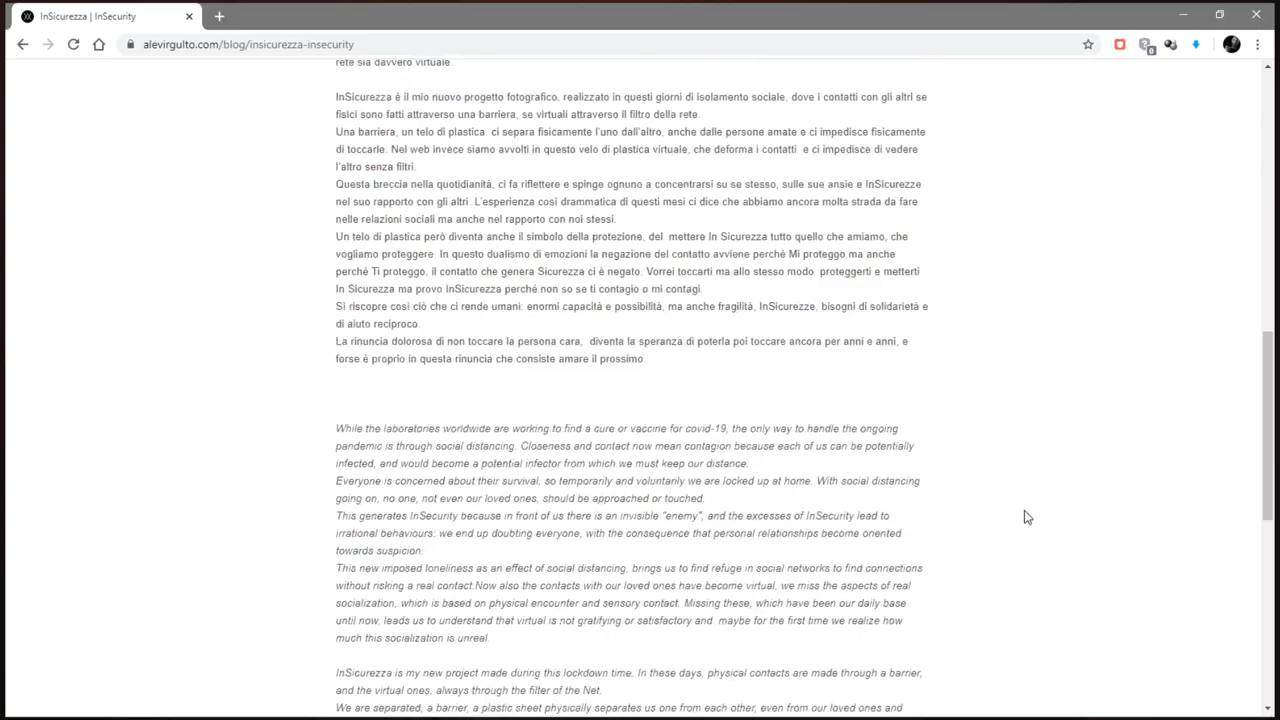 InSicurezza | InSecurity
alevirgulto.com/blog/insicurezza-insecurity
0
rete sia davvero virtuale.
InSicurezza è il mio nuovo progetto fotografico, realizzato in questi giorni di isolamento sociale, dove i contatti con gli altri se
fisici sono fatti attraverso una barriera, se virtuali attraverso il filtro della rete.
Una barriera, un telo di plastica ci separa fisicamente l'uno dall'altro, anche dalle persone amate e ci impedisce fisicamente
di toccarle. Nel web invece siamo avvolti in questo velo di plastica virtuale, che deforma i contatti e ci impedisce di vedere
l'altro senza filtri.
Questa breccia nella quotidianità, ci fa riflettere e spinge ognuno a concentrarsi su se stesso, sulle sue ansie e InSicurezze
nel suo rapporto con gli altri. L'esperienza così drammatica di questi mesi ci dice che abbiamo ancora molta strada da fare
nelle relazioni sociali ma anche nel rapporto con noi stessi.
Un telo di plastica però diventa anche il simbolo della protezione, del mettere In Sicurezza tutto quello che amiamo, che
vogliamo proteggere. In questo dualismo di emozioni la negazione del contatto avviene perché Mi proteggo ma anche
perché Ti proteggo, il contatto che genera Sicurezza ci è negato. Vorrei toccarti ma allo stesso modo proteggerti e metterti
In Sicurezza ma provo InSicurezza perché non so se ti contagio o mi contagi.
Si riscopre così ciò che ci rende umani: enormi capacità e possibilità, ma anche fragilità, InSicurezze, bisogni di solidarietà e
di aiuto reciproco.
La rinuncia dolorosa di non toccare la persona cara, diventa la speranza di poterla poi toccare ancora per anni e anni, e
forse è proprio in questa rinuncia che consiste amare il prossimo.
While the laboratories worldwide are working to find a cure or vaccine for covid-19, the only way to handle the ongoing
pandemic is through social distancing. Closeness and contact now mean contagion because each of us can be potentially
infected, and would become a potential infector from which we must keep our distance.
Everyone is concerned about their survival, so temporarily and voluntarily we are locked up at home. With social distancing
going on, no one, not even our loved ones, should be approached or touched.
This generates InSecurity because in front of us there is an invisible "enemy", and the excesses of InSecurity lead to
irrational behaviours: we end up doubting everyone, with the consequence that personal relationships become oriented
towards suspicion.
This new imposed loneliness as an effect of social distancing, brings us to find refuge in social networks to find connections
without risking a real contact.Now also the contacts with our loved ones have become virtual, we miss the aspects of real
socialization, which is based on physical encounter and sensory contact. Missing these, which have been our daily base
until now, leads us to understand that virtual is not gratifying or satisfactory and maybe for the first time we realize how
much this socialization is unreal.
InSicurezza is my new project made during this lockdown time. In these days, physical contacts are made through a barrier,
and the virtual ones, always through the filter of the Net.
We are separated, a barrier, a plastic sheet physically separates us one from each other, even from our loved ones and